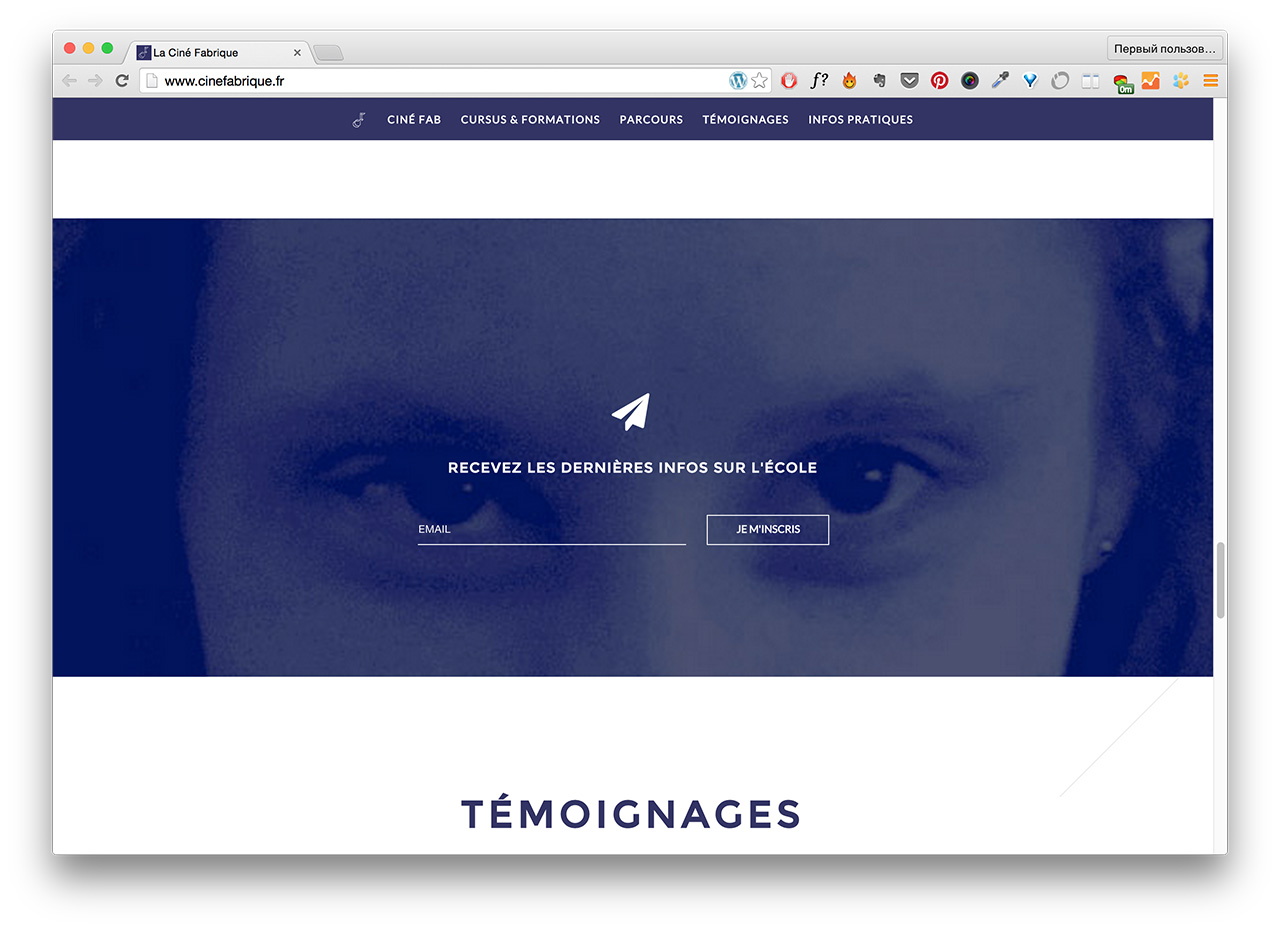 La Ciné Fabrique
Первый пользов...
www.cinefabrique.fr
f?
0m
CINÉ FAB CURSUS & FORMATIONS PARCOURS TÉMOIGNAGES INFOS PRATIQUES
RECEVEZ LES DERNIÈRES INFOS SUR L'ÉCOLE
EMAIL
JE M'INSCRIS
TÉMOIGNAGES